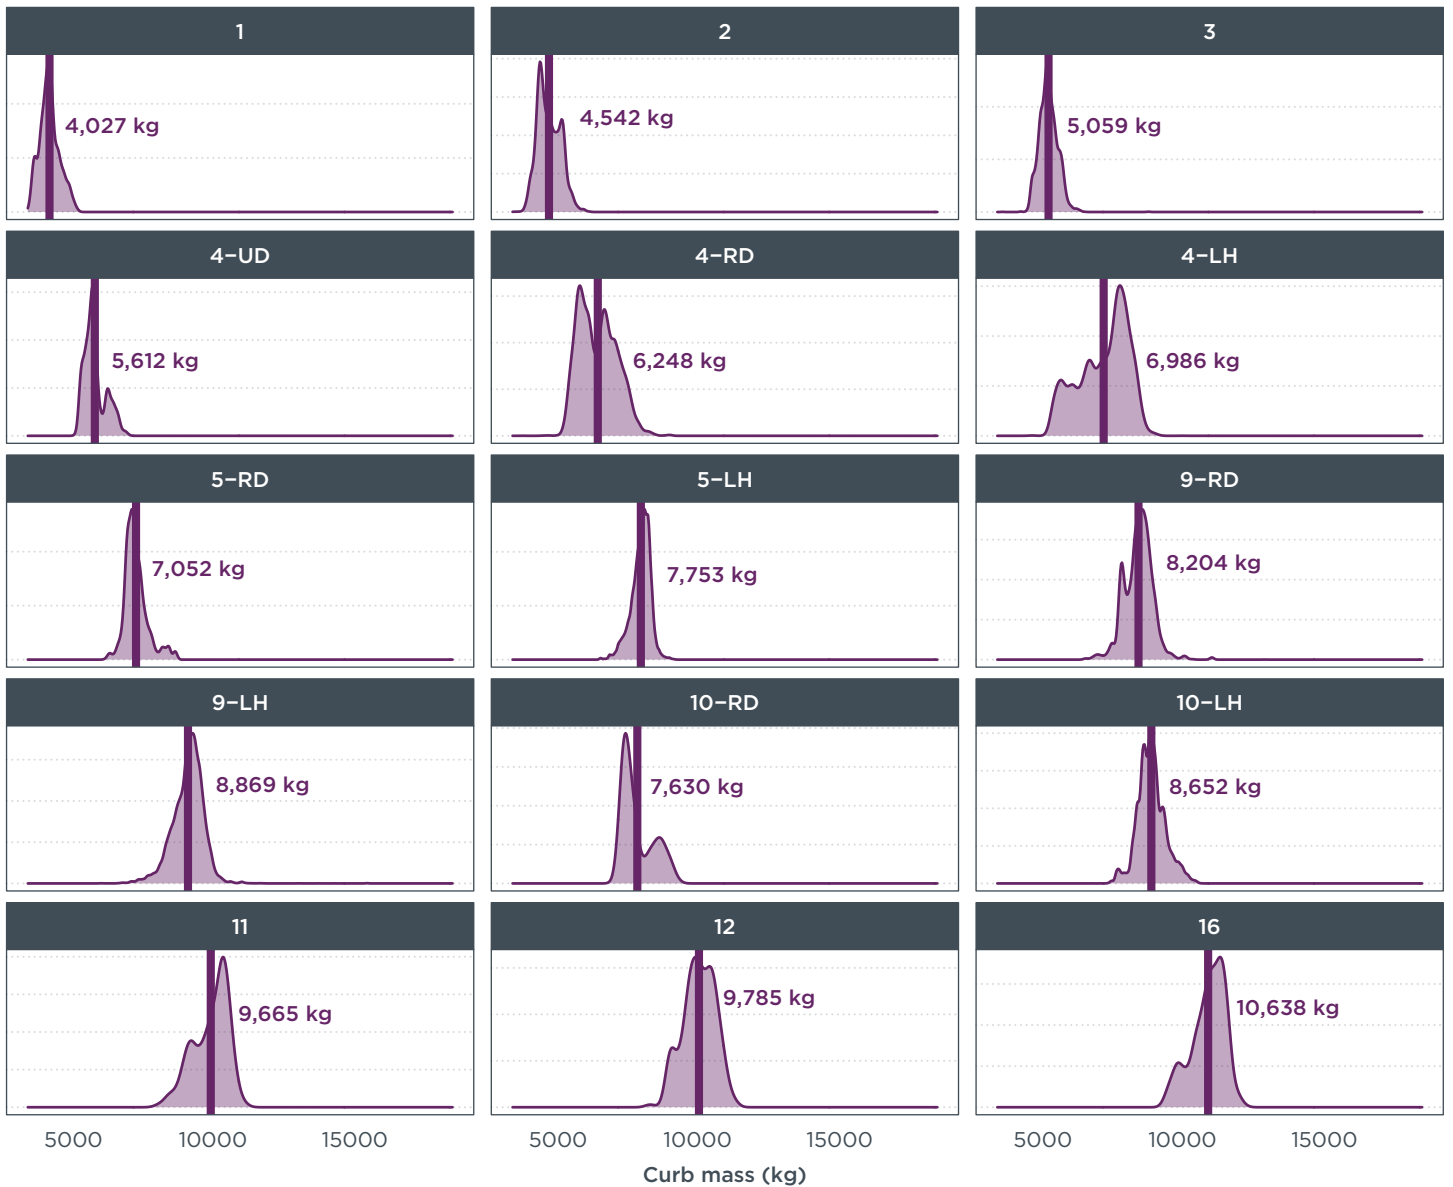 1
2
3
4,027 kg
4,542 kg
5,059 kg
4–UD
4–RD
4–LH
5,612 kg
6,248 kg
6,986 kg
5–RD
5–LH
9–RD
7,052 kg
7,753 kg
8,204 kg
9–LH
10–RD
10–LH
8,869 kg
7,630 kg
8,652 kg
11
12
16
9,665 kg
9,785 kg
10,638 kg
5000 10000 15000
5000 10000 15000
5000 10000 15000
Curb mass (kg)